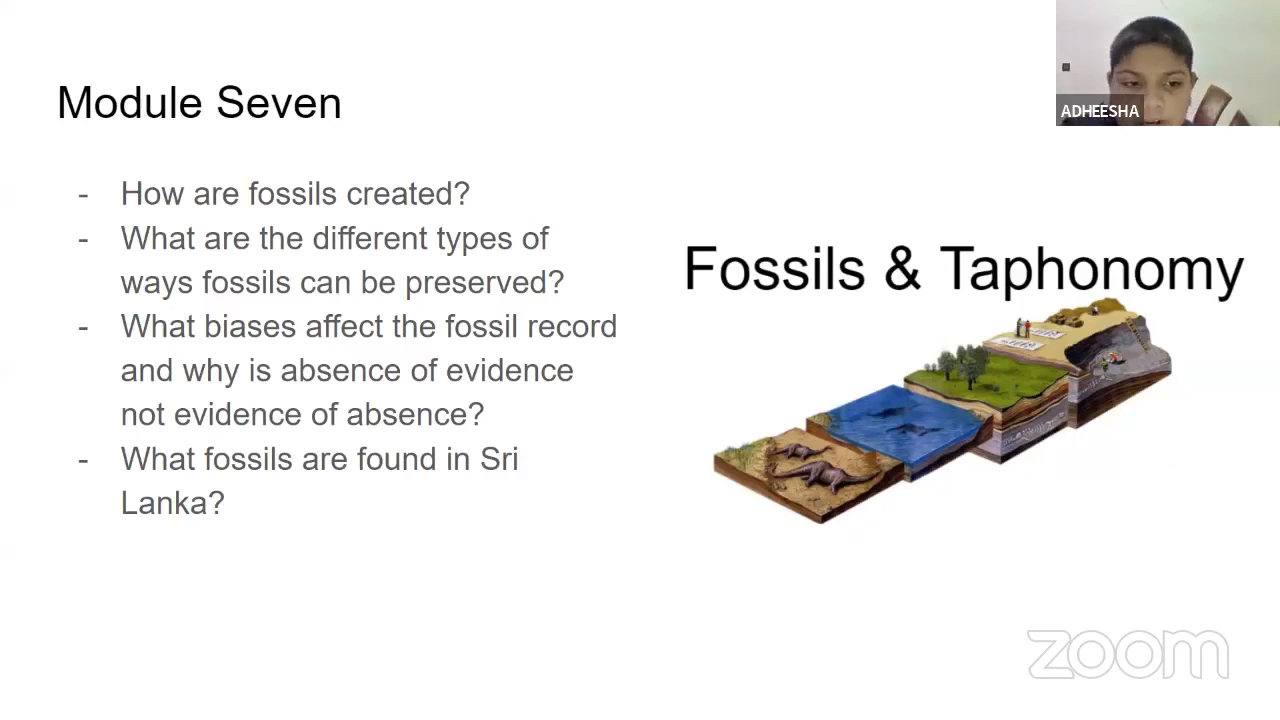 ADHEESHA
Module Seven
- How are fossils created?
- What are the different types of
ways fossils can be preserved?
- What biases affect the fossil record
and why is absence of evidence
not evidence of absence?
- What fossils are found in Sri
Lanka?
Fossils & Taphonomy
zoom